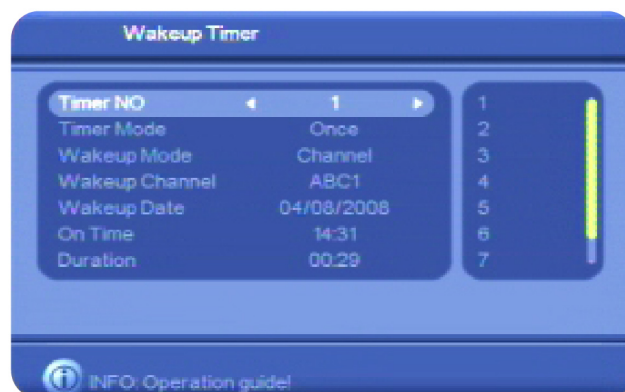 Wakeup Timer
Timer NO 1
Timer Mode Once
Wakeup Mode Channel
Wakeup Channel ABC1
Wakeup Date 04/08/2008
On Time 14:31
Duration 00:29
1
2
3
4
5
6
7
INFO: Operation guide!